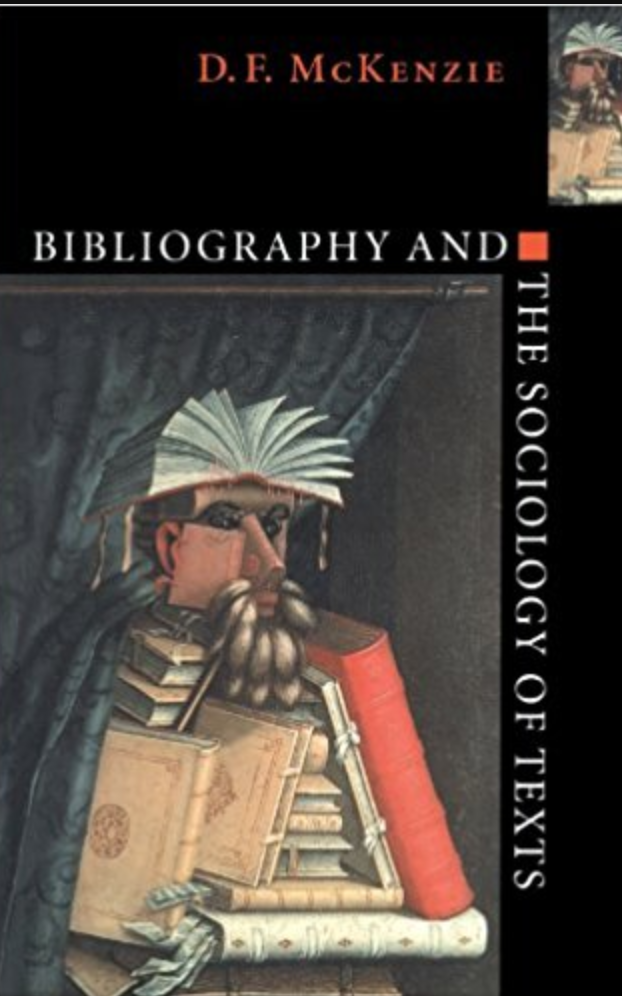 D. F. MCKENZIE
BIBLIOGRAPHY AND
THE SOCIOLOGY OF TEXTS